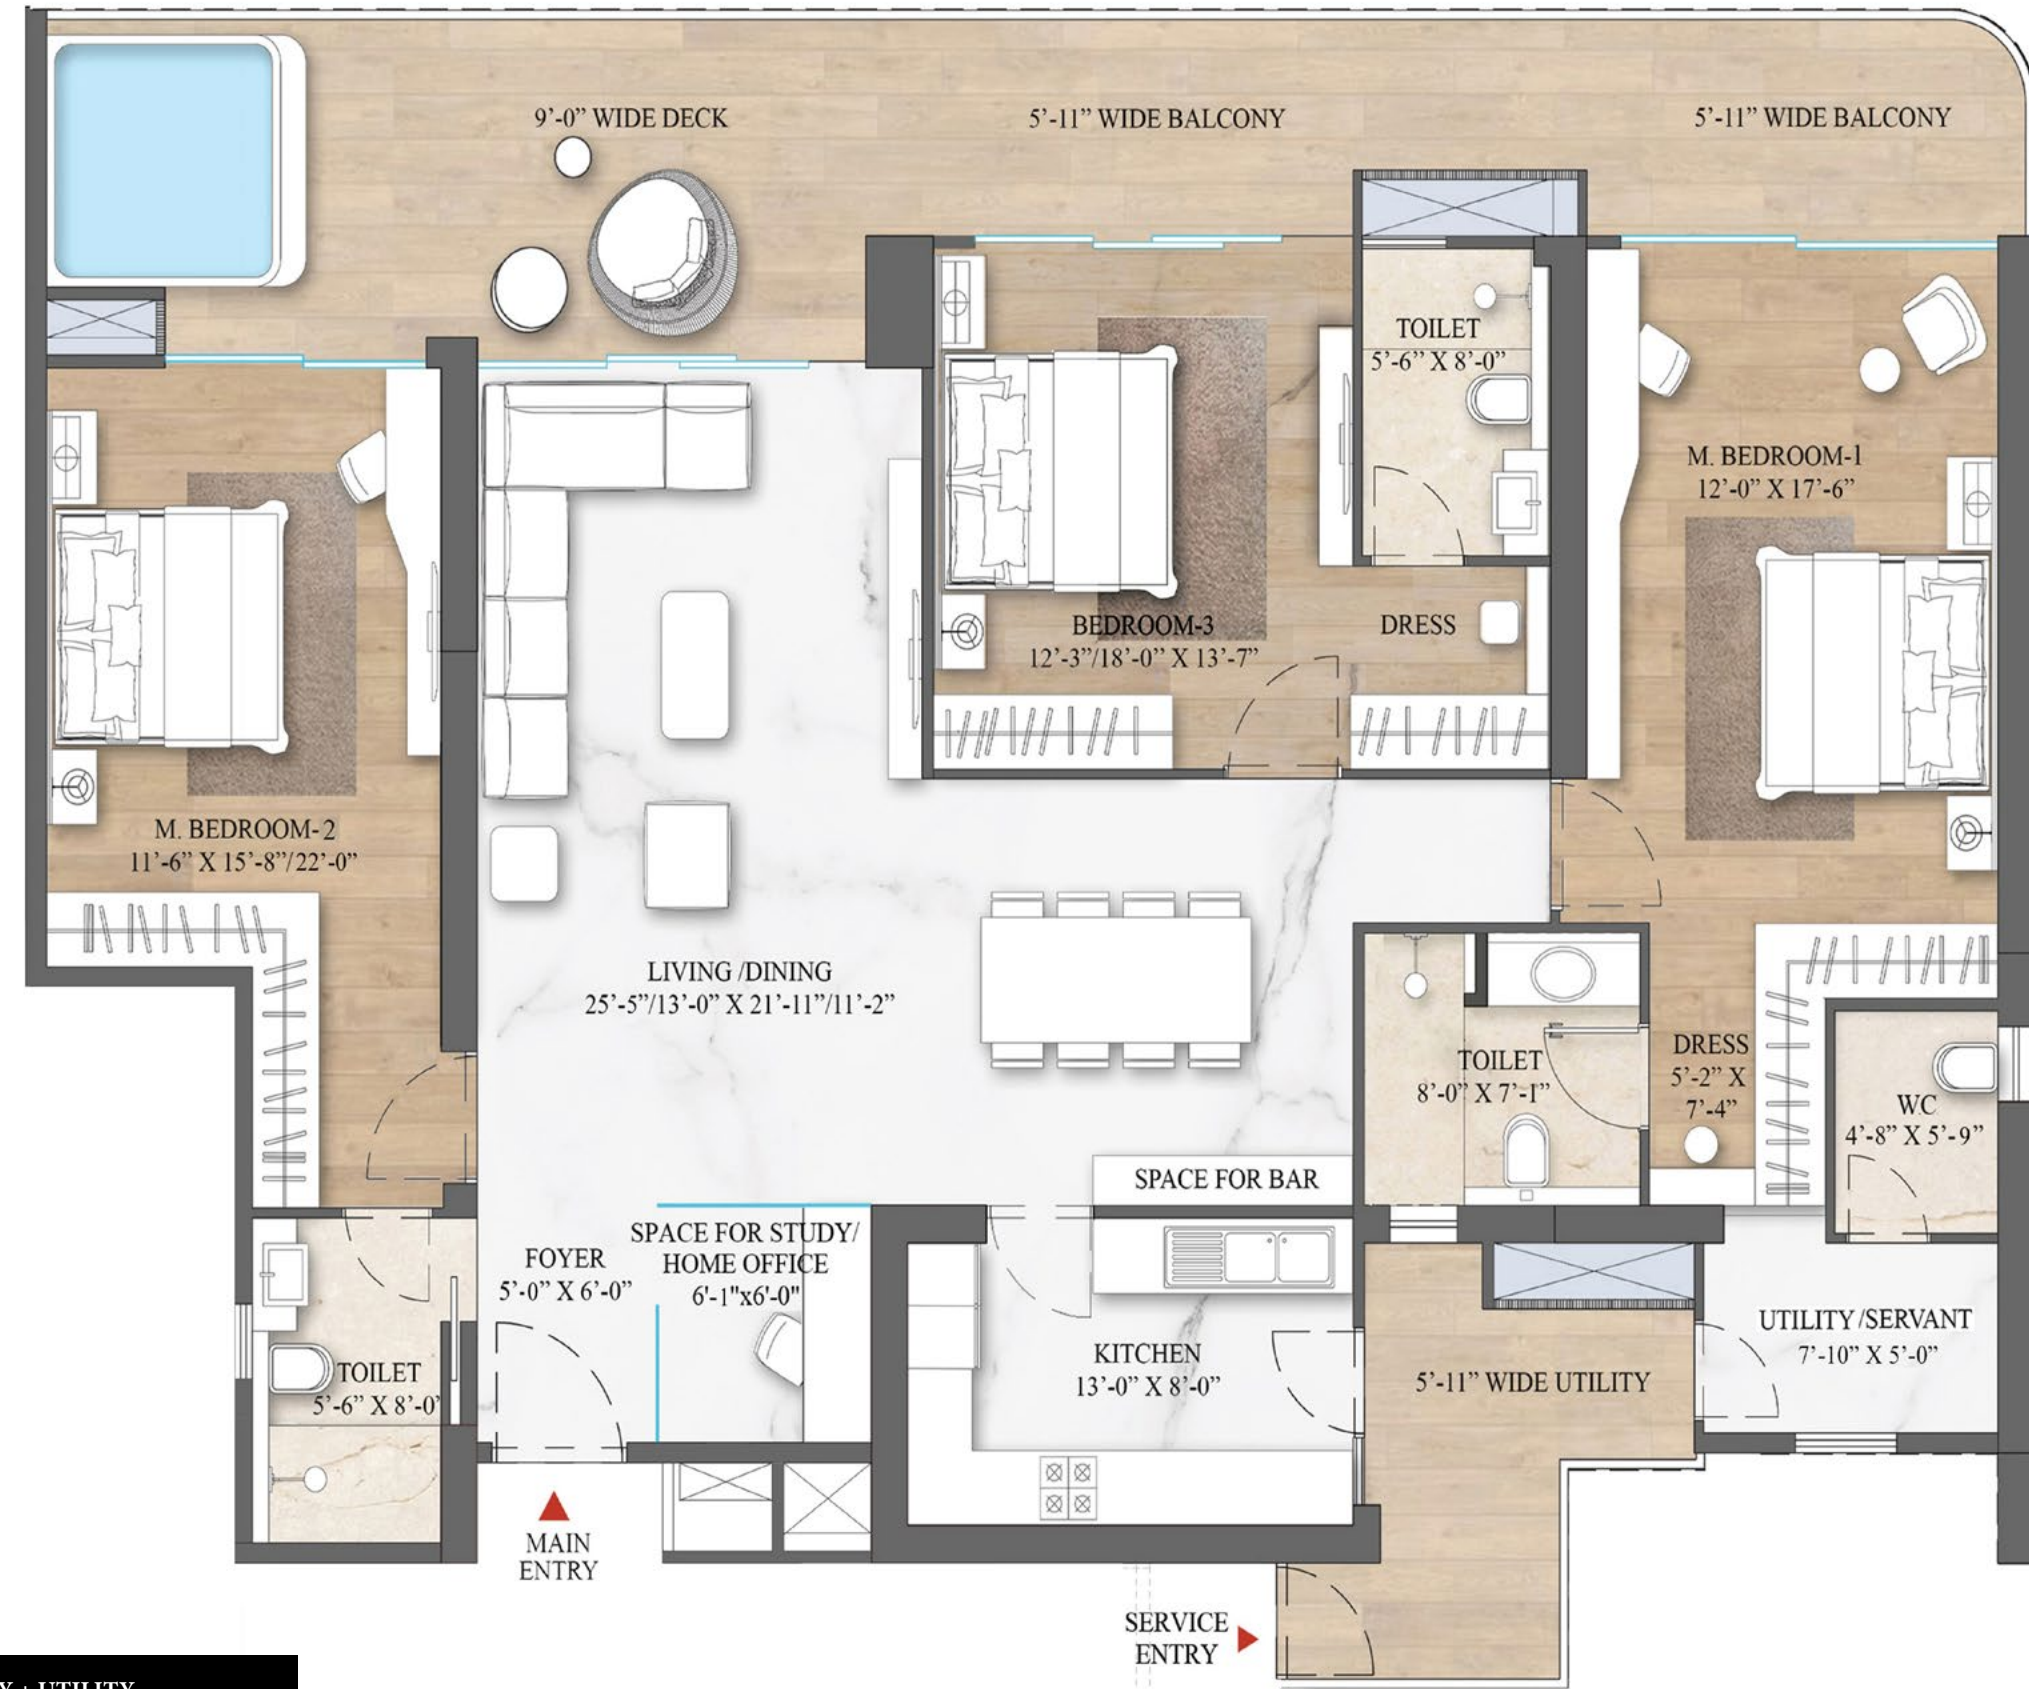 9’-0” WIDE DECK
5’-11” WIDE BALCONY
5’-11” WIDE BALCONY
TOILET
5’-6” X 8’-0”
M. BEDROOM-1
12’-0” X 17’-6”
BEDROOM-3
12’-3”/18’-0” X 13’-7”
DRESS
M. BEDROOM-2
11’-6” X 15’-8”/22’-0”
LIVING /DINING
25’-5”/13’-0” X 21’-11”/11’-2”
TOILET
8’-0” X 7’-1”
DRESS
5’-2” X
7’-4”
W.C
4’-8” X 5’-9”
SPACE FOR BAR
FOYER
5’-0” X 6’-0”
SPACE FOR STUDY/
HOME OFFICE
6'-1"x6'-0"
KITCHEN
13’-0” X 8’-0”
5’-11” WIDE UTILITY
UTILITY/SERVANT
7’-10” X 5’-0”
TOILET
5’-6” X 8’-0”
MAIN
ENTRY
SERVICE
ENTRY
+ UTILITY